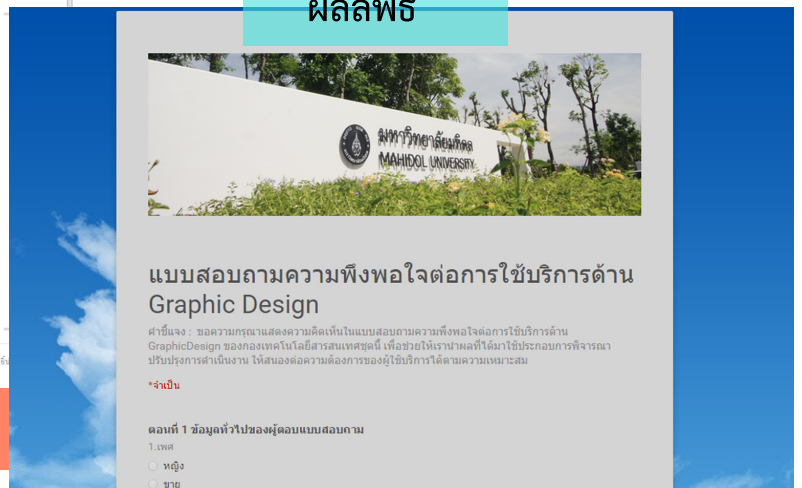 ผลลัพธ์
มหาวิทยาลัยมหิดล
MAHIDOL UNIVERSITY
แบบสอบถามความพึงพอใจต่อการใช้บริการด้าน
Graphic Design
คำชี้แจง : ขอความกรุณาแสดงความคิดเห็นในแบบสอบถามความพึงพอใจต่อการใช้บริการด้าน
GraphicDesign ของกองเทคโนโลยีสารสนเทศชุดนี้ เพื่อช่วยให้เรานำผลที่ได้มาใช้ประกอบการพิจารณา
ปรับปรุงการดำเนินงาน ให้สนองต่อความต้องการของผู้ใช้บริการได้ตามความเหมาะสม
*จำเป็น
ตอนที่ 1 ข้อมูลทั่วไปของผู้ตอบแบบสอบถาม
1.เพศ
หญิง
ชาย